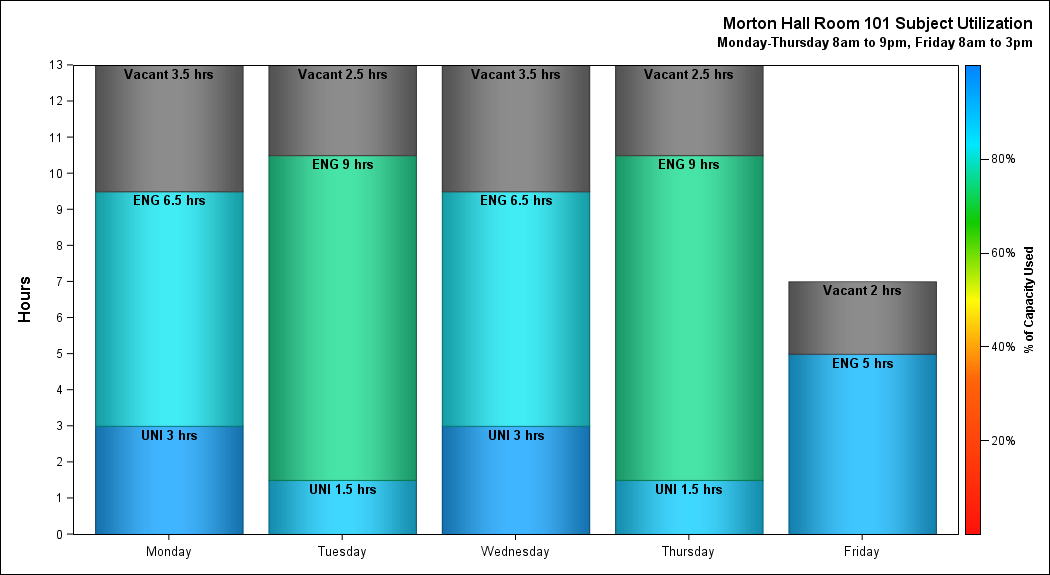 Morton Hall Room 101 Subject Utilization
Monday-Thursday 8am to 9pm, Friday 8am to 3pm
Hours
13
12
11
10
9
8
7
6
5
4
3
2
1
0
Vacant 3.5 hrs
ENG 6.5 hrs
UNI 3 hrs
Vacant 2.5 hrs
ENG 9 hrs
UNI 1.5 hrs
Vacant 3.5 hrs
ENG 6.5 hrs
UNI 3 hrs
Vacant 2.5 hrs
ENG 9 hrs
UNI 1.5 hrs
Vacant 2 hrs
ENG 5 hrs
Monday
Tuesday
Wednesday
Thursday
Friday
80%
60%
40%
20%
% of Capacity Used